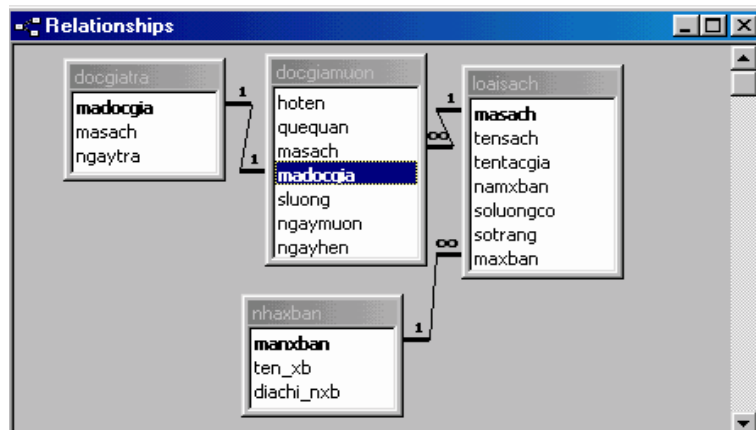 Relationships
docgiatra
madocgia
masach
ngaytra
1
1
docgiamuon
hoten
quequan
masach
madocgia
sluong
ngaymuon
ngayhen
1
∞
loaisach
masach
tensach
tentacgia
namxban
soluongco
sotrang
maxban
∞
1
nhaxban
manxban
ten_xb
diachi_nxb